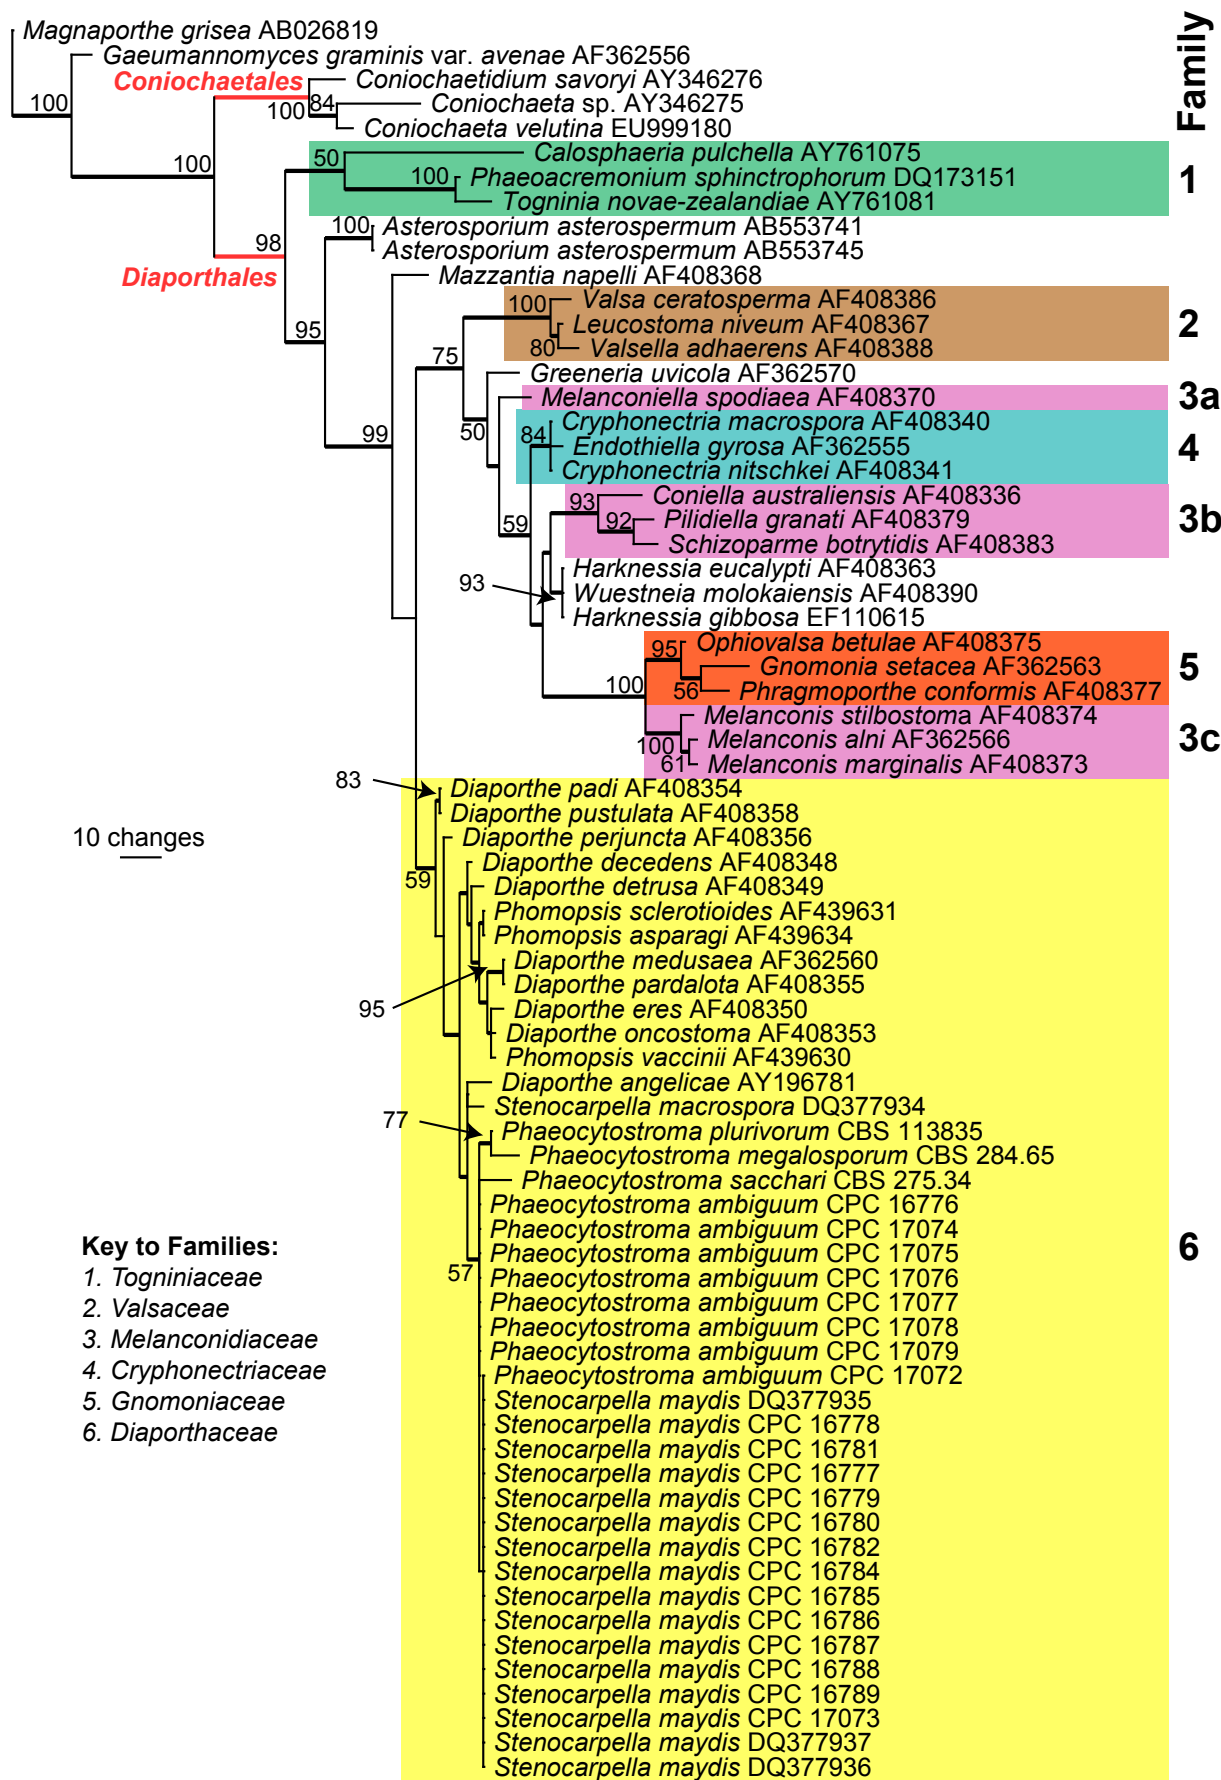 Family
Magnaporthe grisea AB026819
Gaeumannomyces graminis var. avenae AF362556
Coniochaetales
Coniochaetidium savoryi AY346276
100
84
Coniochaeta sp. AY346275
100
Coniochaeta velutina EU999180
50
Calosphaeria pulchella AY761075
100
100
Phaeoacremonium sphinctrophorum DQ173151
1
Togninia novae-zealandiae AY761081
100
Asterosporium asterospermum AB553741
98
Asterosporium asterospermum AB553745
Diaporthales
Mazzantia napelli AF408368
100
Valsa ceratosperma AF408386
95
Leucostoma niveum AF408367
2
80
Valsella adhaerens AF408388
75
Greeneria uvicola AF362570
Melanconiella spodiaea AF408370
3a
50
Cryphonectria macrospora AF408340
99
84
Endothiella gyrosa AF362555
4
Cryphonectria nitschkei AF408341
93
Coniella australiensis AF408336
59
92
Pilidiella granati AF408379
3b
Schizoparme botrytidis AF408383
Harknessia eucalypti AF408363
93
Wuestneia molokaiensis AF408390
Harknessia gibbosa EF110615
95
Ophiovalsa betulae AF408375
Gnomonia setacea AF362563
5
100
56
Phragmoporthe conformis AF408377
Melanconis stilbostoma AF408374
100
Melanconis alni AF362566
3c
61
Melanconis marginalis AF408373
83
Diaporthe padi AF408354
Diaporthe pustulata AF408358
10 changes
Diaporthe perjuncta AF408356
Diaporthe decedens AF408348
59
Diaporthe detrusa AF408349
Phomopsis sclerotioides AF439631
Phomopsis asparagi AF439634
Diaporthe medusaea AF362560
Diaporthe pardalota AF408355
95
Diaporthe eres AF408350
Diaporthe oncostoma AF408353
Phomopsis vaccinii AF439630
Diaporthe angelicae AY196781
Stenocarpella macrospora DQ377934
77
Phaeocytostroma plurivorum CBS 113835
Phaeocytostroma megalosporum CBS 284.65
Phaeocytostroma sacchari CBS 275.34
Phaeocytostroma ambiguum CPC 16776
Phaeocytostroma ambiguum CPC 17074
Phaeocytostroma ambiguum CPC 17075
6
57
Phaeocytostroma ambiguum CPC 17076
Phaeocytostroma ambiguum CPC 17077
Phaeocytostroma ambiguum CPC 17078
Phaeocytostroma ambiguum CPC 17079
Phaeocytostroma ambiguum CPC 17072
Stenocarpella maydis DQ377935
Stenocarpella maydis CPC 16778
Stenocarpella maydis CPC 16781
Stenocarpella maydis CPC 16777
Stenocarpella maydis CPC 16779
Stenocarpella maydis CPC 16780
Stenocarpella maydis CPC 16782
Stenocarpella maydis CPC 16784
Stenocarpella maydis CPC 16785
Stenocarpella maydis CPC 16786
Stenocarpella maydis CPC 16787
Stenocarpella maydis CPC 16788
Stenocarpella maydis CPC 16789
Stenocarpella maydis CPC 17073
Stenocarpella maydis DQ377937
Stenocarpella maydis DQ377936
Key to Families:
1. Togniniaceae
2. Valsaceae
3. Melanconidiaceae
4. Cryphonectriaceae
5. Gnomoniaceae
6. Diaporthaceae